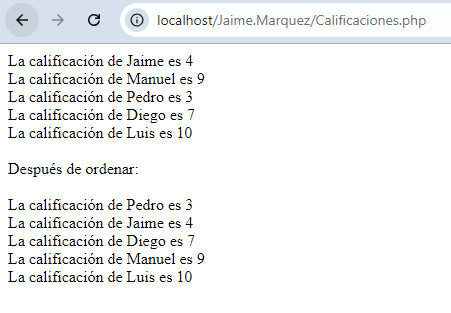 localhost/Jaime.Marquez/Calificaciones.php
La calificación de Jaime es 4
La calificación de Manuel es 9
La calificación de Pedro es 3
La calificación de Diego es 7
La calificación de Luis es 10
Después de ordenar:
La calificación de Pedro es 3
La calificación de Jaime es 4
La calificación de Diego es 7
La calificación de Manuel es 9
La calificación de Luis es 10